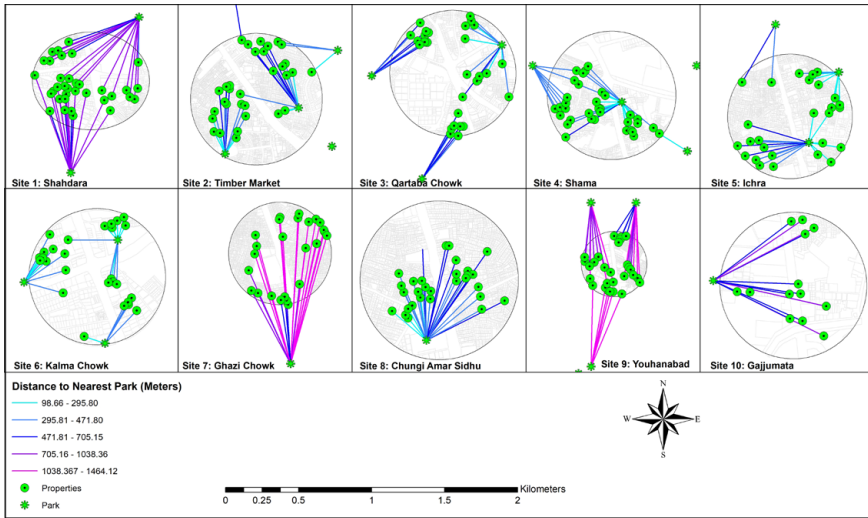 Site 1: Shahdara
Site 2: Timber Market
Site 3: Qartaba Chowk
Site 4: Shama
Site 5: Ichra
Site 6: Kalma Chowk
Site 7: Ghazi Chowk
Site 8: Chungi Amar Sidhu
Site 9: Youhanabad
Site 10: Gajjumata
Distance to Nearest Park (Meters)
98.66 - 295.80
295.81 - 471.80
471.81 - 705.15
705.16 - 1038.36
1038.367 - 1464.12
Properties
Park
N
W E
S
Kilometers
0 0.25 0.5 1 1.5 2